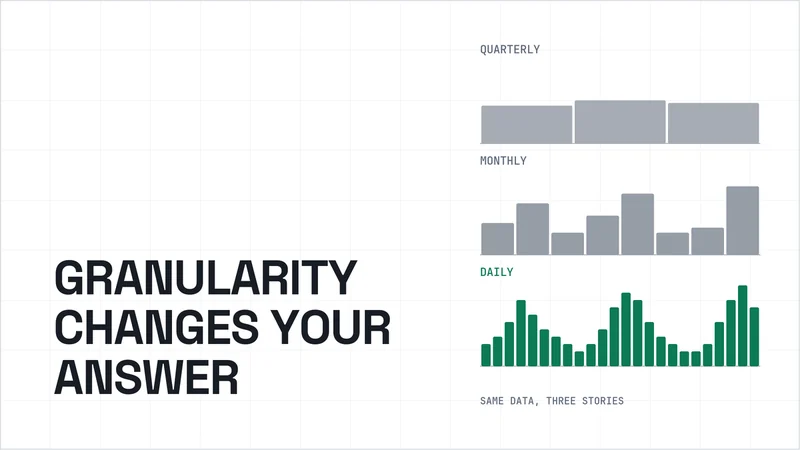 QUARTERLY
MONTHLY
DAILY
GRANULARITY
CHANGES YOUR
ANSWER
SAME DATA, THREE STORIES